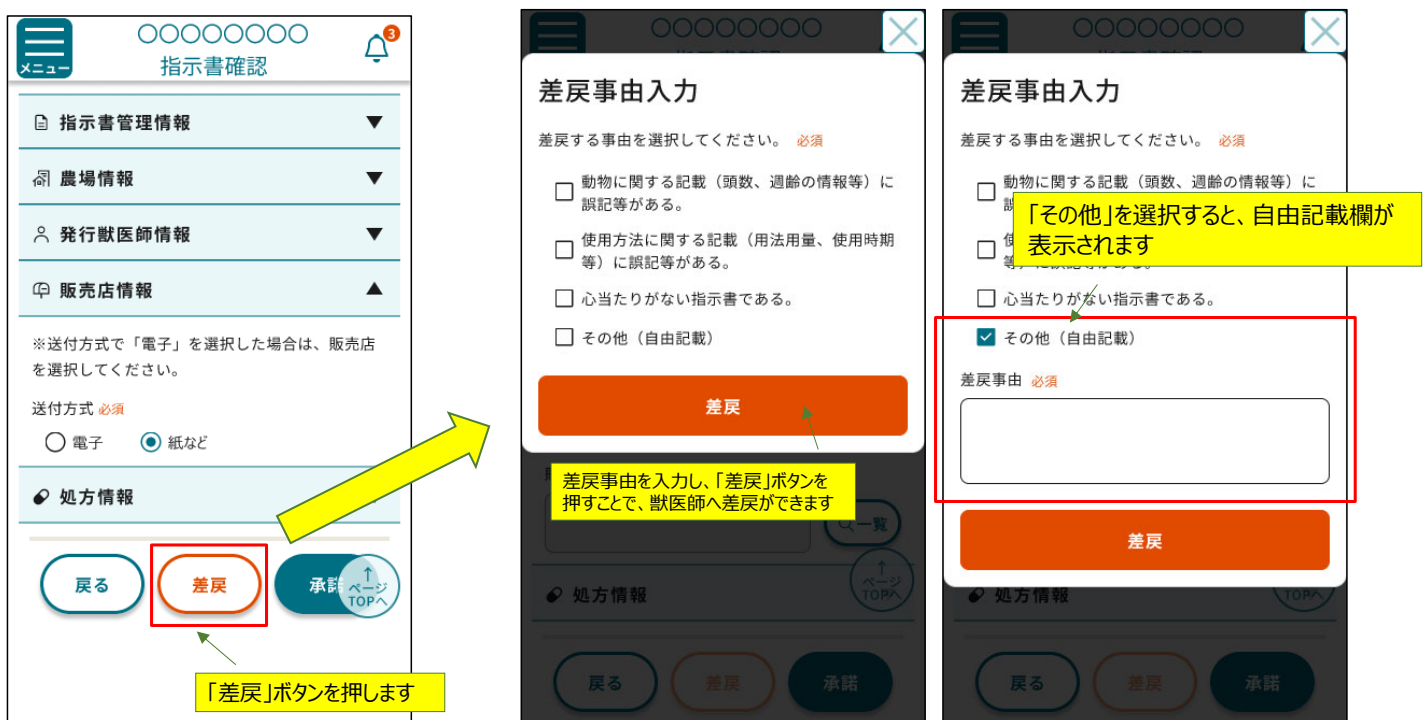 メニュー
○○○○○○○○
指示書確認
3
指示書管理情報 ▼
農場情報 ▼
発行獣医師情報 ▼
販売店情報 ▲
※送付方式で「電子」を選択した場合は、販売店
を選択してください。
送付方式 必須
電子 紙など
処方情報
戻る 差戻 承諾
↑
ページ
TOPへ
「差戻」ボタンを押します
○○○○○○○○
差戻事由入力
差戻する事由を選択してください。 必須
動物に関する記載（頭数、週齢の情報等）に
誤記等がある。
使用方法に関する記載（用法用量、使用時期
等）に誤記等がある。
心当たりがない指示書である。
その他（自由記載）
差戻
差戻事由を入力し、「差戻」ボタンを
押すことで、獣医師へ差戻ができます
一覧
↑
ページ
TOPへ
処方情報
戻る 差戻 承諾
○○○○○○○○
差戻事由入力
差戻する事由を選択してください。 必須
動物に関する記載（頭数、週齢の情報等）に
「その他」を選択すると、自由記載欄が
表示されます
心当たりがない指示書である。
その他（自由記載）
差戻事由 必須
差戻
処方情報
TOPへ
戻る 差戻 承諾